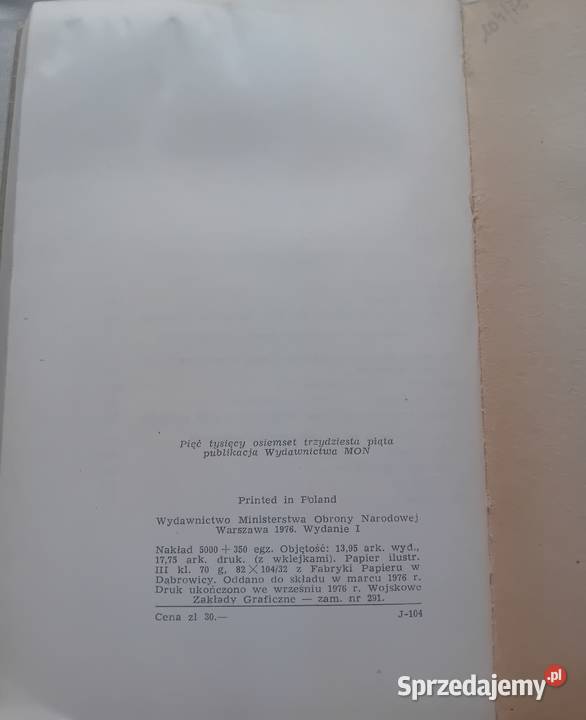 Pięć tysięcy osiemset trzydziesta piąta
publikacja Wydawnictwa MON
Printed in Poland
Wydawnictwo Ministerstwa Obrony Narodowej
Warszawa 1976. Wydanie I
Nakład 5000 + 350 egz. Objętość: 13,95 ark. wyd.,
17,75 ark. druk. (z wklejkami). Papier ilustr.
III kl. 70 g, 82 × 104/32 z Fabryki Papieru w
Dąbrowicy. Oddano do składu w marcu 1976 r.
Druk ukończono we wrześniu 1976 r. Wojskowe
Zakłady Graficzne — zam. nr 291.
Cena zł 30.— J-104
Sprzedajemy.pl